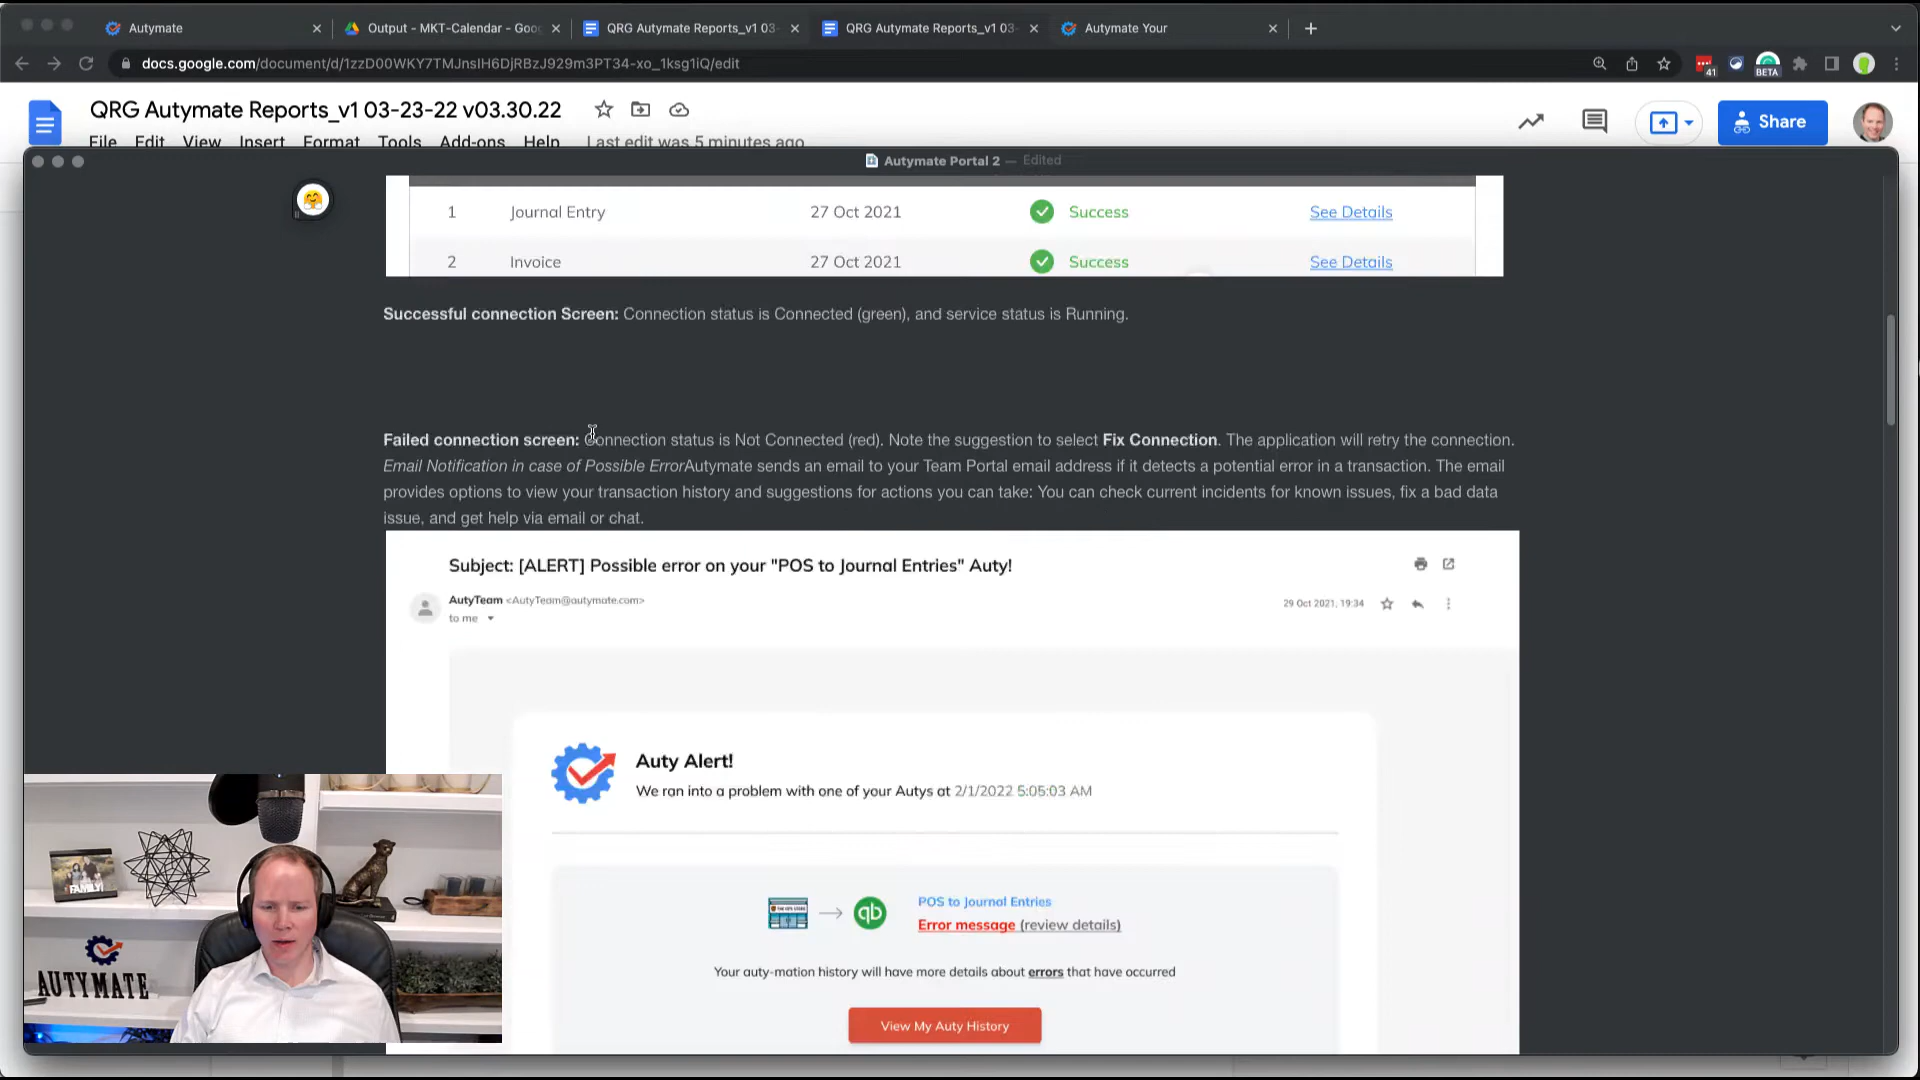 Autymate
Output - MKT-Calendar - Goo
QRG Autymate Reports_v1 03-
QRG Autymate Reports_v1 03-
Autymate Your
docs.google.com/document/d/1zzD00WKY7TMJnsIH6DjRBzJ929m3PT34-xo_1ksg1iQ/edit
41
BETA
QRG Autymate Reports_v1 03-23-22 v03.30.22
Share
File Edit View Insert Format Tools Add-ons Help Last edit was 5 minutes ago
Autymate Portal 2 — Edited
1 Journal Entry 27 Oct 2021 Success See Details
2 Invoice 27 Oct 2021 Success See Details
Successful connection Screen: Connection status is Connected (green), and service status is Running.
Failed connection screen: Connection status is Not Connected (red). Note the suggestion to select Fix Connection. The application will retry the connection.
Email Notification in case of Possible ErrorAutymate sends an email to your Team Portal email address if it detects a potential error in a transaction. The email
provides options to view your transaction history and suggestions for actions you can take: You can check current incidents for known issues, fix a bad data
issue, and get help via email or chat.
Subject: [ALERT] Possible error on your "POS to Journal Entries" Auty!
AutyTeam <AutyTeam@autymate.com>
29 Oct 2021, 19:34
to me
Auty Alert!
We ran into a problem with one of your Autys at 2/1/2022 5:05:03 AM
qb
POS to Journal Entries
Error message (review details)
Your auty-mation history will have more details about errors that have occurred
View My Auty History
FAMILY
AUTYMATE